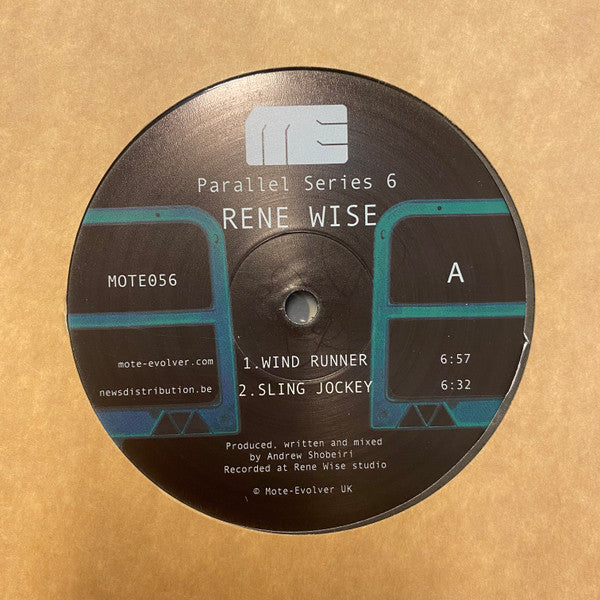 ME
Parallel Series 6
RENE WISE
MOTE056
A
mote-evolver.com
1.WIND RUNNER 6:57
newsdistribution.be
2.SLING JOCKEY 6:32
Produced, written and mixed
by Andrew Shobeiri
Recorded at Rene Wise studio
© Mote-Evolver UK